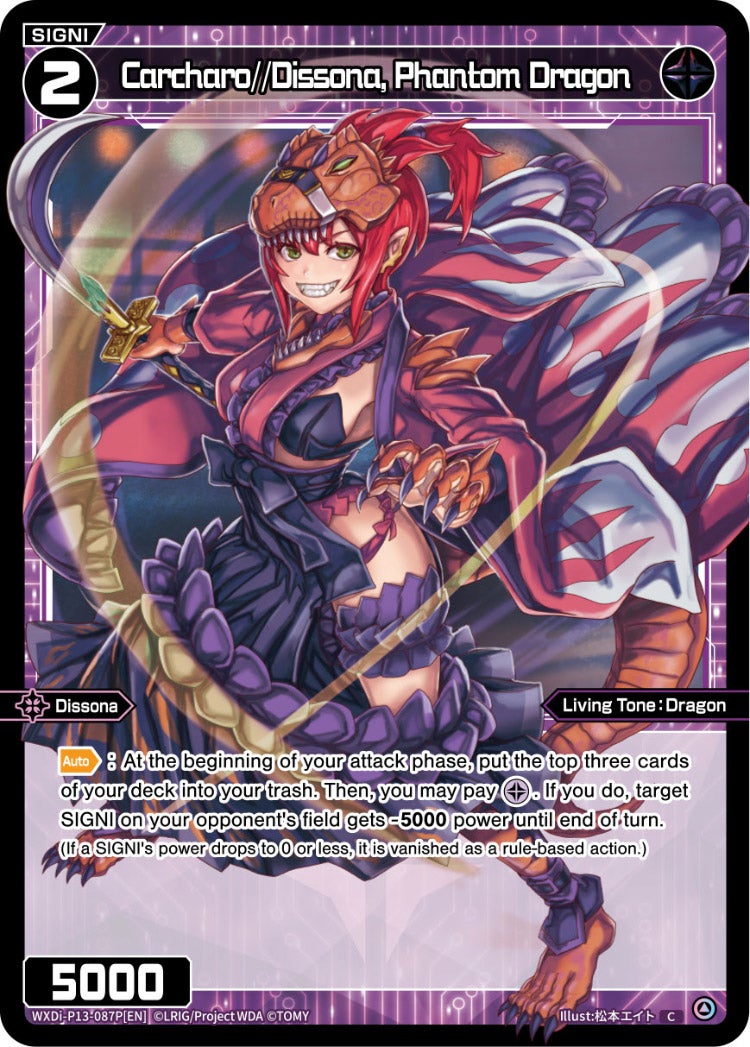 SIGNI
2
Carcharo//Dissona, Phantom Dragon
Dissona
Living Tone:Dragon
Auto : At the beginning of your attack phase, put the top three cards
of your deck into your trash. Then, you may pay . If you do, target
SIGNI on your opponent's field gets -5000 power until end of turn.
(If a SIGNI's power drops to 0 or less, it is vanished as a rule-based action.)
5000
WXDi-P13-087P[EN] ©LRIG/Project WDA ©TOMY
Illust:松本エイト C